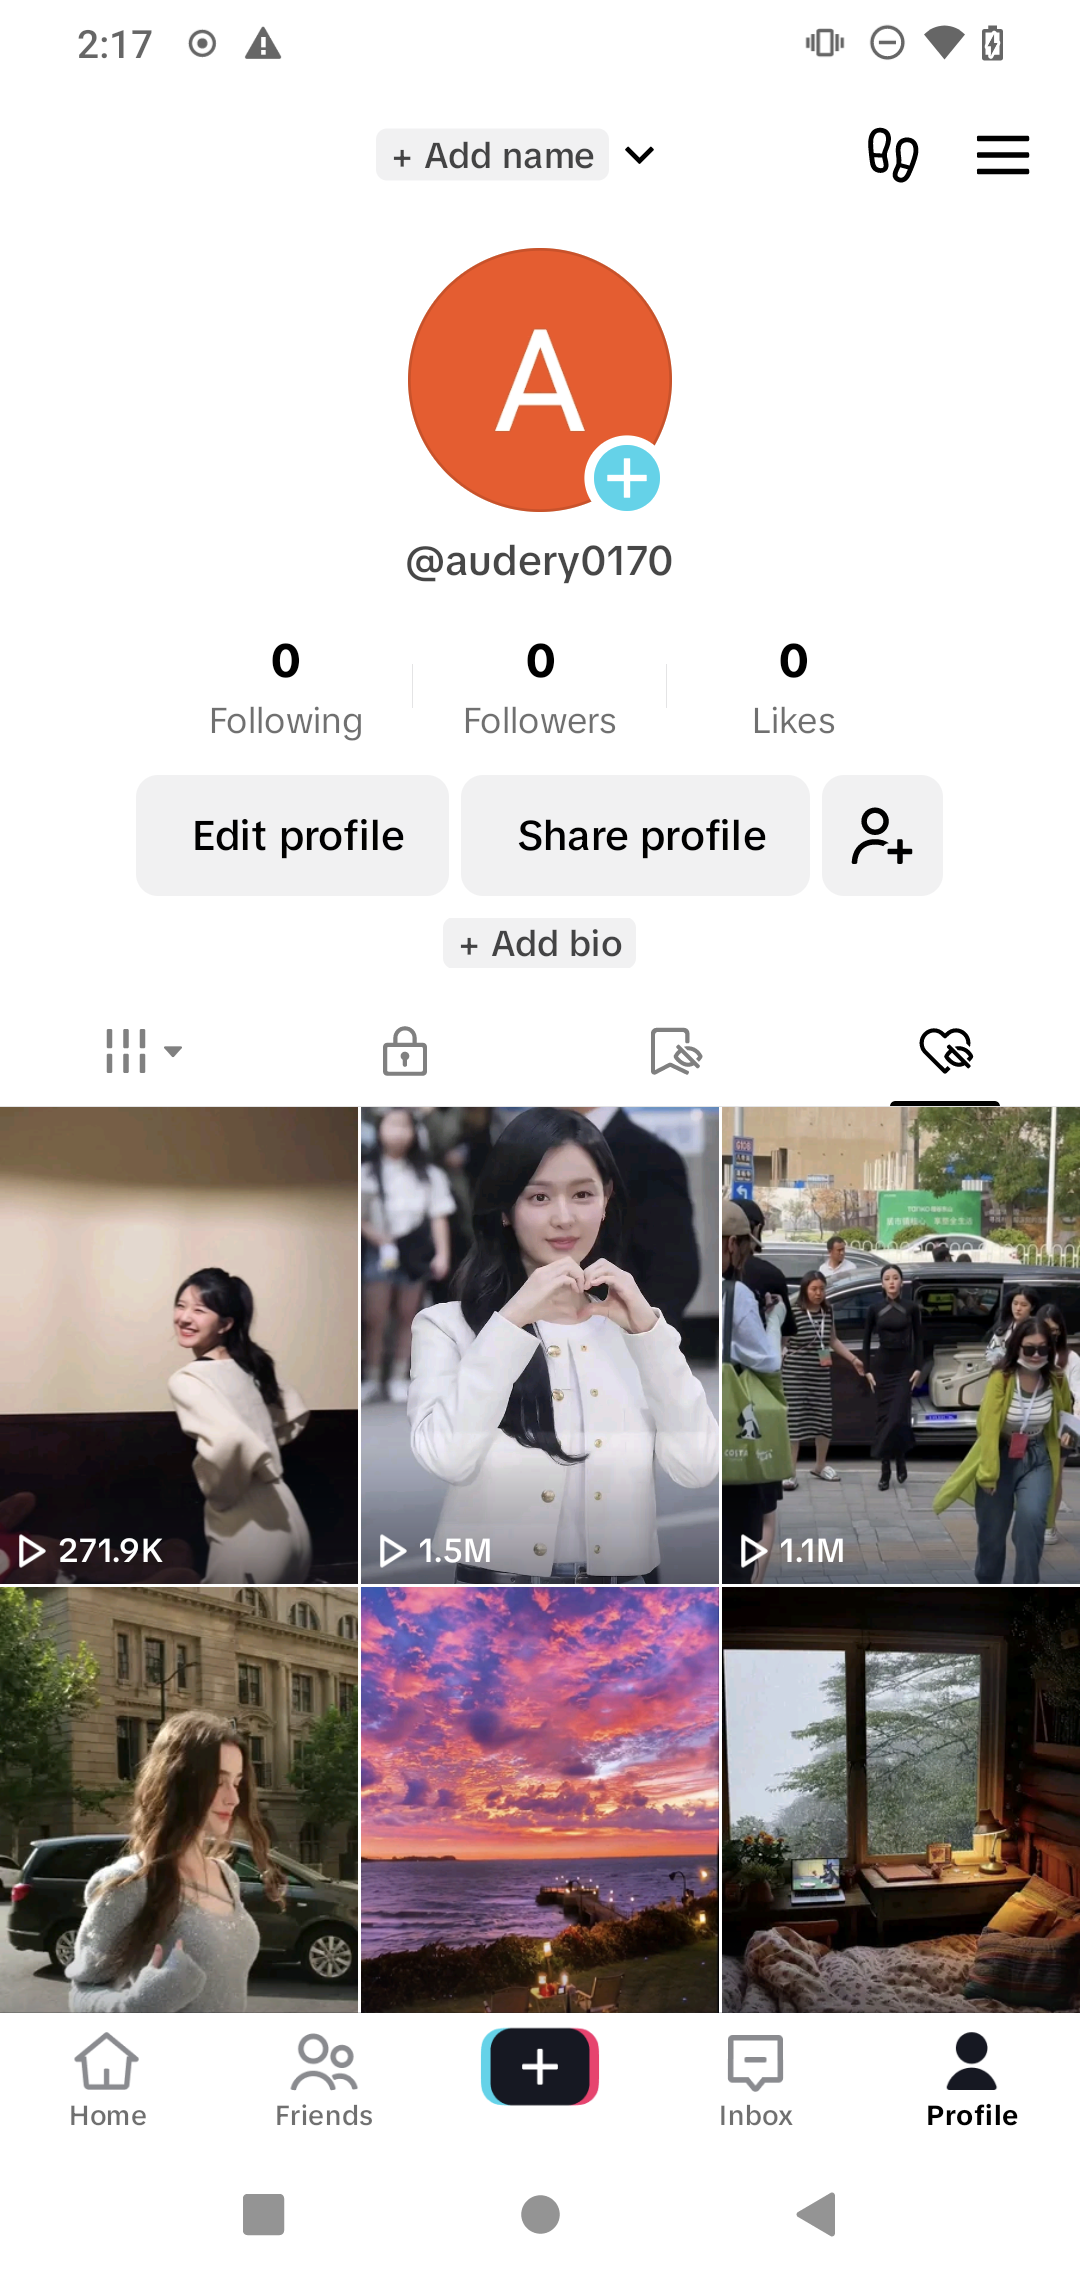 2:17
+ Add name
A
@audery0170
0 0 0
Following Followers Likes
Edit profile Share profile
+ Add bio
271.9K 1.5M 1.1M
Home Friends Inbox Profile